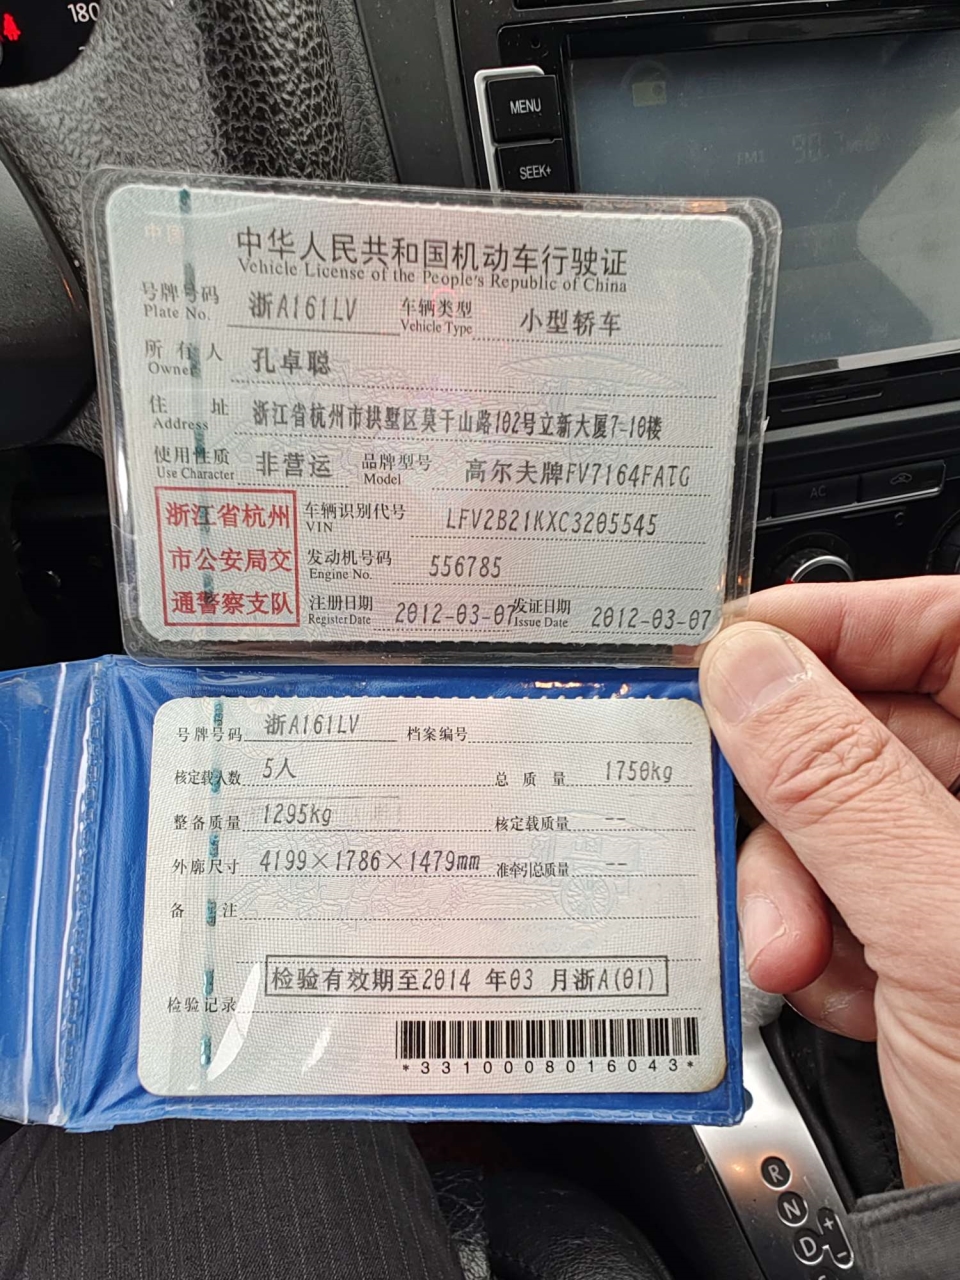 180
MENU
SEEK+
FM1 90.
AC
中国
中华人民共和国机动车行驶证
Vehicle License of the People's Republic of China
号牌号码 浙A161LV 车辆类型 小型轿车
Plate No. Vehicle Type
所有人 孔卓聪
Owner
住址 浙江省杭州市拱墅区莫干山路102号立新大厦7-10楼
Address
使用性质 非营运 品牌型号 高尔夫牌FV7164FATG
Use Character Model
浙江省杭州
市公安局交
通警察支队
车辆识别代号 LFV2B21KXC3205545
VIN
发动机号码 556785
Engine No.
注册日期 2012-03-07 发证日期 2012-03-07
Register Date Issue Date
号牌号码 浙A161LV 档案编号
核定载人数 5人 总质量 1750kg
整备质量 1295kg 核定载质量 --
外廓尺寸 4199×1786×1479mm 准牵引总质量 --
备注
检验有效期至2014 年03 月浙A(01)
检验记录
*3310008016043*
R
N
D
+
-